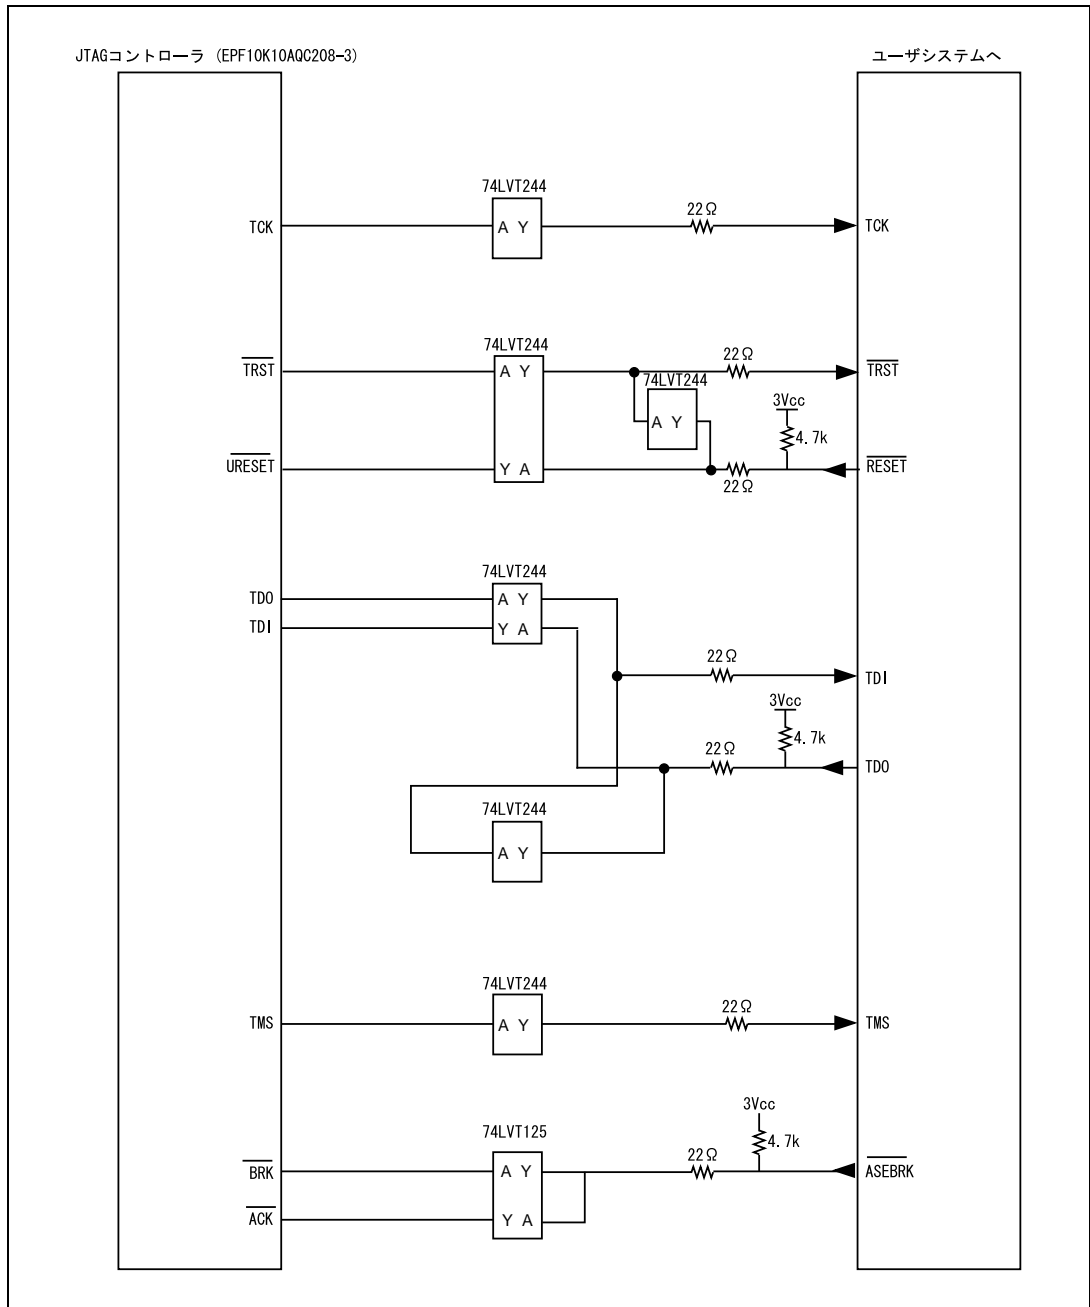 JTAGコントローラ (EPF10K10AQC208-3)
ユーザシステムへ
74LVT244
22Ω
TCK
A Y
TCK
74LVT244
22Ω
TRST
A Y
TRST
74LVT244
3Vcc
A Y
4.7k
URESET
Y A
RESET
22Ω
74LVT244
TDO
A Y
TDI
Y A
22Ω
TDI
3Vcc
4.7k
22Ω
TDO
74LVT244
A Y
74LVT244
22Ω
TMS
A Y
TMS
3Vcc
74LVT125
4.7k
22Ω
BRK
A Y
ASEBRK
ACK
Y A